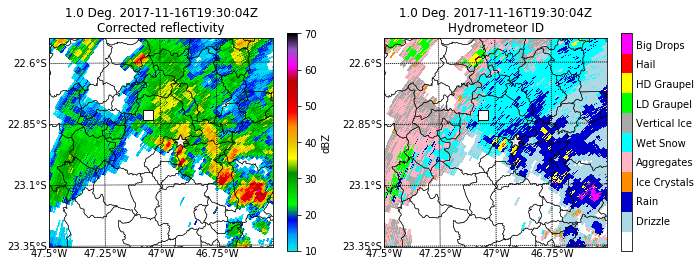 1.0 Deg. 2017-11-16T19:30:04Z
Corrected reflectivity
22.6°S
22.85°S
23.1°S
23.35°S
47.5°W
47.25°W
47°W
46.75°W
70
60
50
40
30
20
10
dBZ
1.0 Deg. 2017-11-16T19:30:04Z
Hydrometeor ID
22.6°S
22.85°S
23.1°S
23.35°S
47.5°W
47.25°W
47°W
46.75°W
Big Drops
Hail
HD Graupel
LD Graupel
Vertical Ice
Wet Snow
Aggregates
Ice Crystals
Rain
Drizzle